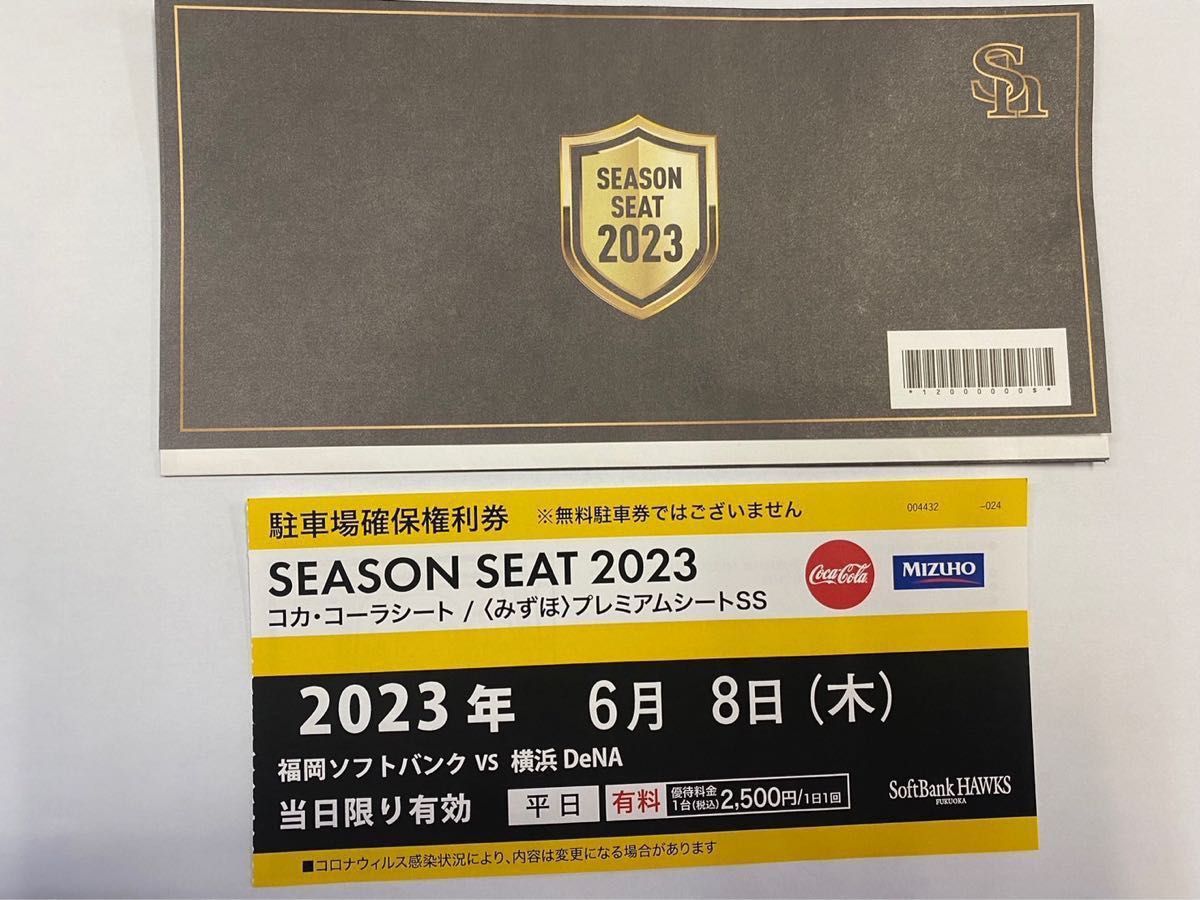 Sh
SEASON
SEAT
2023
*12000000$*
駐車場確保権利券 ※無料駐車券ではございません 004432 -024
SEASON SEAT 2023 Coca-Cola MIZUHO
コカ・コーラシート / 〈みずほ〉プレミアムシートSS
2023年 6月 8日(木)
福岡ソフトバンク vs 横浜 DeNA
当日限り有効 平日 有料 優待料金 1台(税込) 2,500円/1日1回
SoftBank HAWKS
FUKUOKA
■コロナウィルス感染状況により、内容は変更になる場合があります